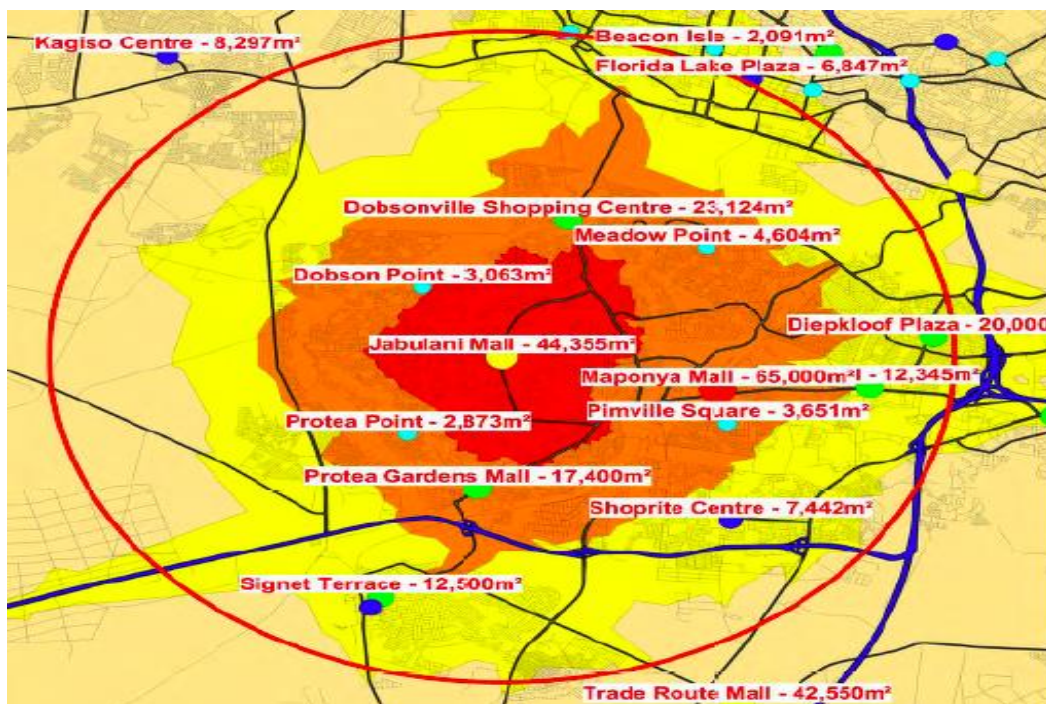 Kagiso Centre - 8,297m²
Beacon Isle - 2,091m²
Florida Lake Plaza - 6,847m²
Dobsonville Shopping Centre - 23,124m²
Meadow Point - 4,604m²
Dobson Point - 3,063m²
Diepkloof Plaza - 20,000
Jabulani Mall - 44,355m²
Maponya Mall - 65,000m²
l - 12,345m²
Protea Point - 2,873m²
Pimville Square - 3,651m²
Protea Gardens Mall - 17,400m²
Shoprite Centre - 7,442m²
Signet Terrace - 12,500m²
Trade Route Mall - 42,550m²